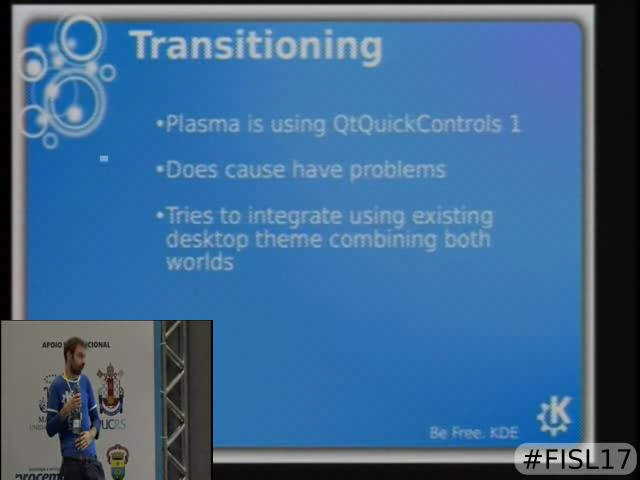 Transitioning
•Plasma is using QtQuickControls 1
•Does cause have problems
•Tries to integrate using existing
desktop theme combining both
worlds
Be Free. KDE
#FISL17